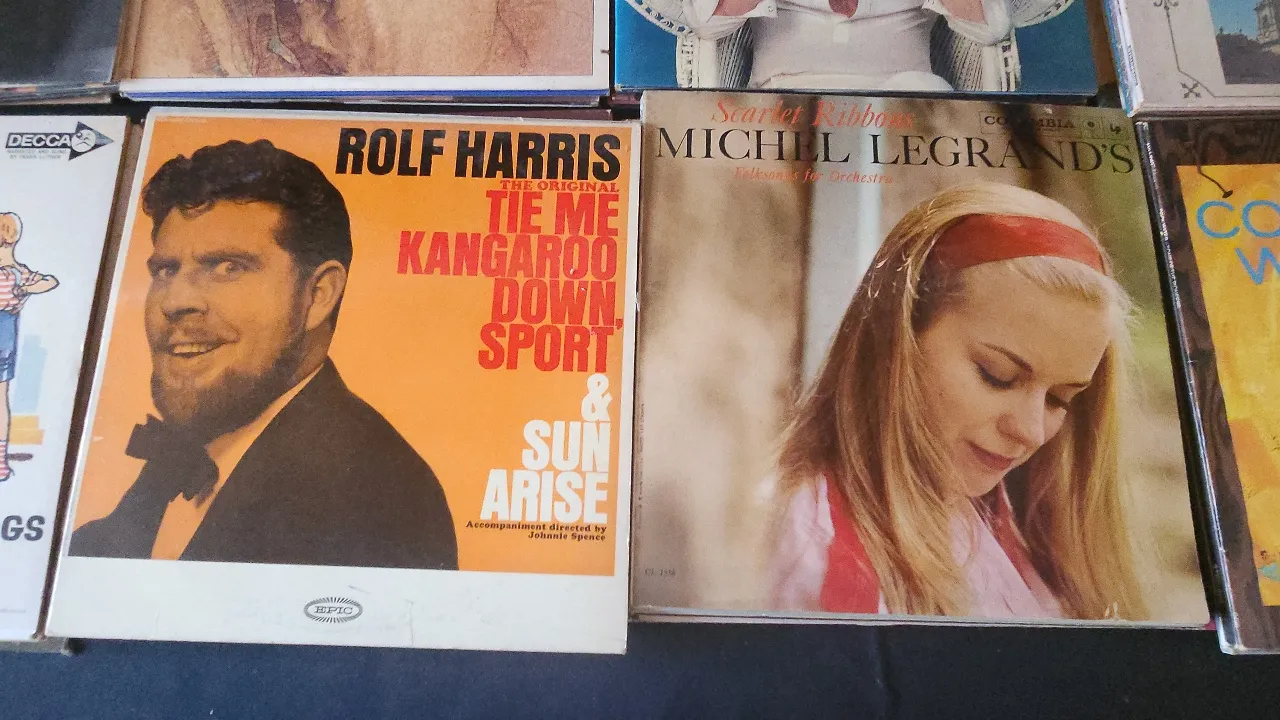 DECCA
ROLF HARRIS
THE ORIGINAL
TIE ME
KANGAROO
DOWN,
SPORT
&
SUN
ARISE
Accompaniment directed by
Johnnie Spence
EPIC
GS
Scarlet Ribbons
COLUMBIA
MICHEL LEGRAND'S
Folksongs for Orchestra
CO
W